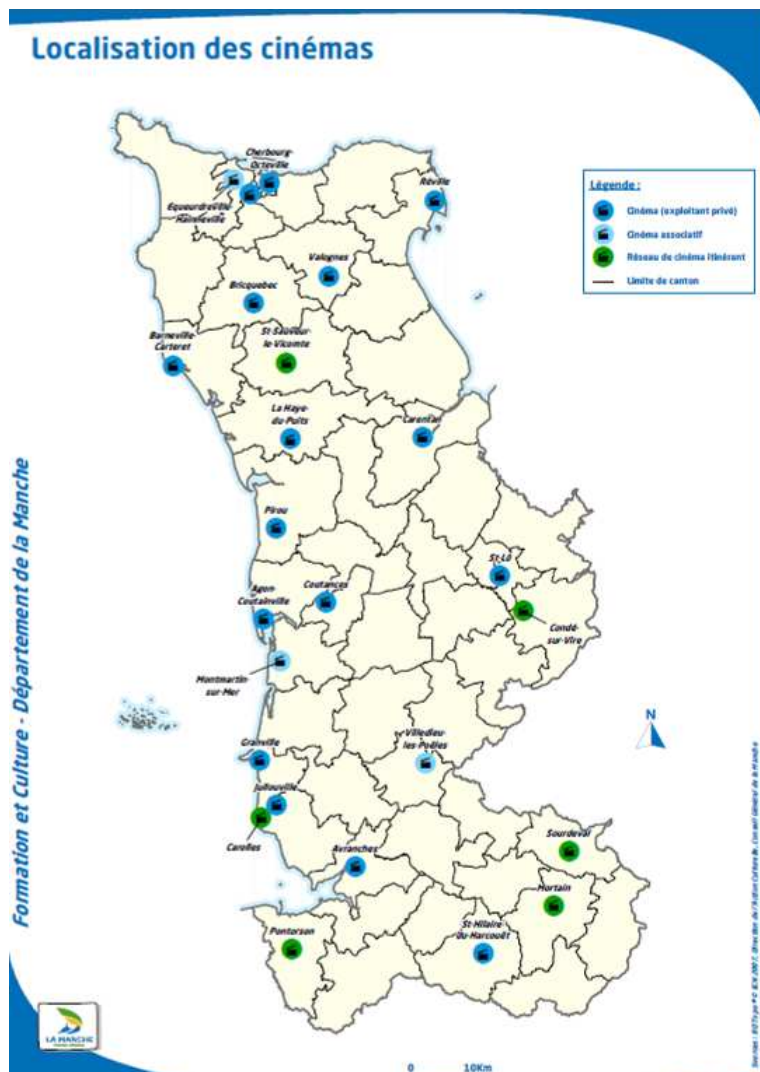 Localisation des cinémas
Cherbourg-
Octeville
Equeurdreville-
Hainneville
Réville
Légende :
Cinéma (exploitant privé)
Cinéma associatif
Réseau de cinéma itinérant
Limite de canton
Valognes
Bricquebec
Barneville-
Carteret
St-Sauveur-
le-Vicomte
La Haye-
du-Puits
Carentan
Pirou
St-Lô
Agon-
Coutainville
Coutances
Condé-
sur-Vire
Montmartin-
sur-Mer
Granville
Villedieu-
les-Poêles
N
Jullouville
Carolles
Avranches
Sourdeval
Mortain
St-Hilaire-
du-Harcouët
Pontorson
Formation et Culture - Département de la Manche
LA MANCHE
0 10Km